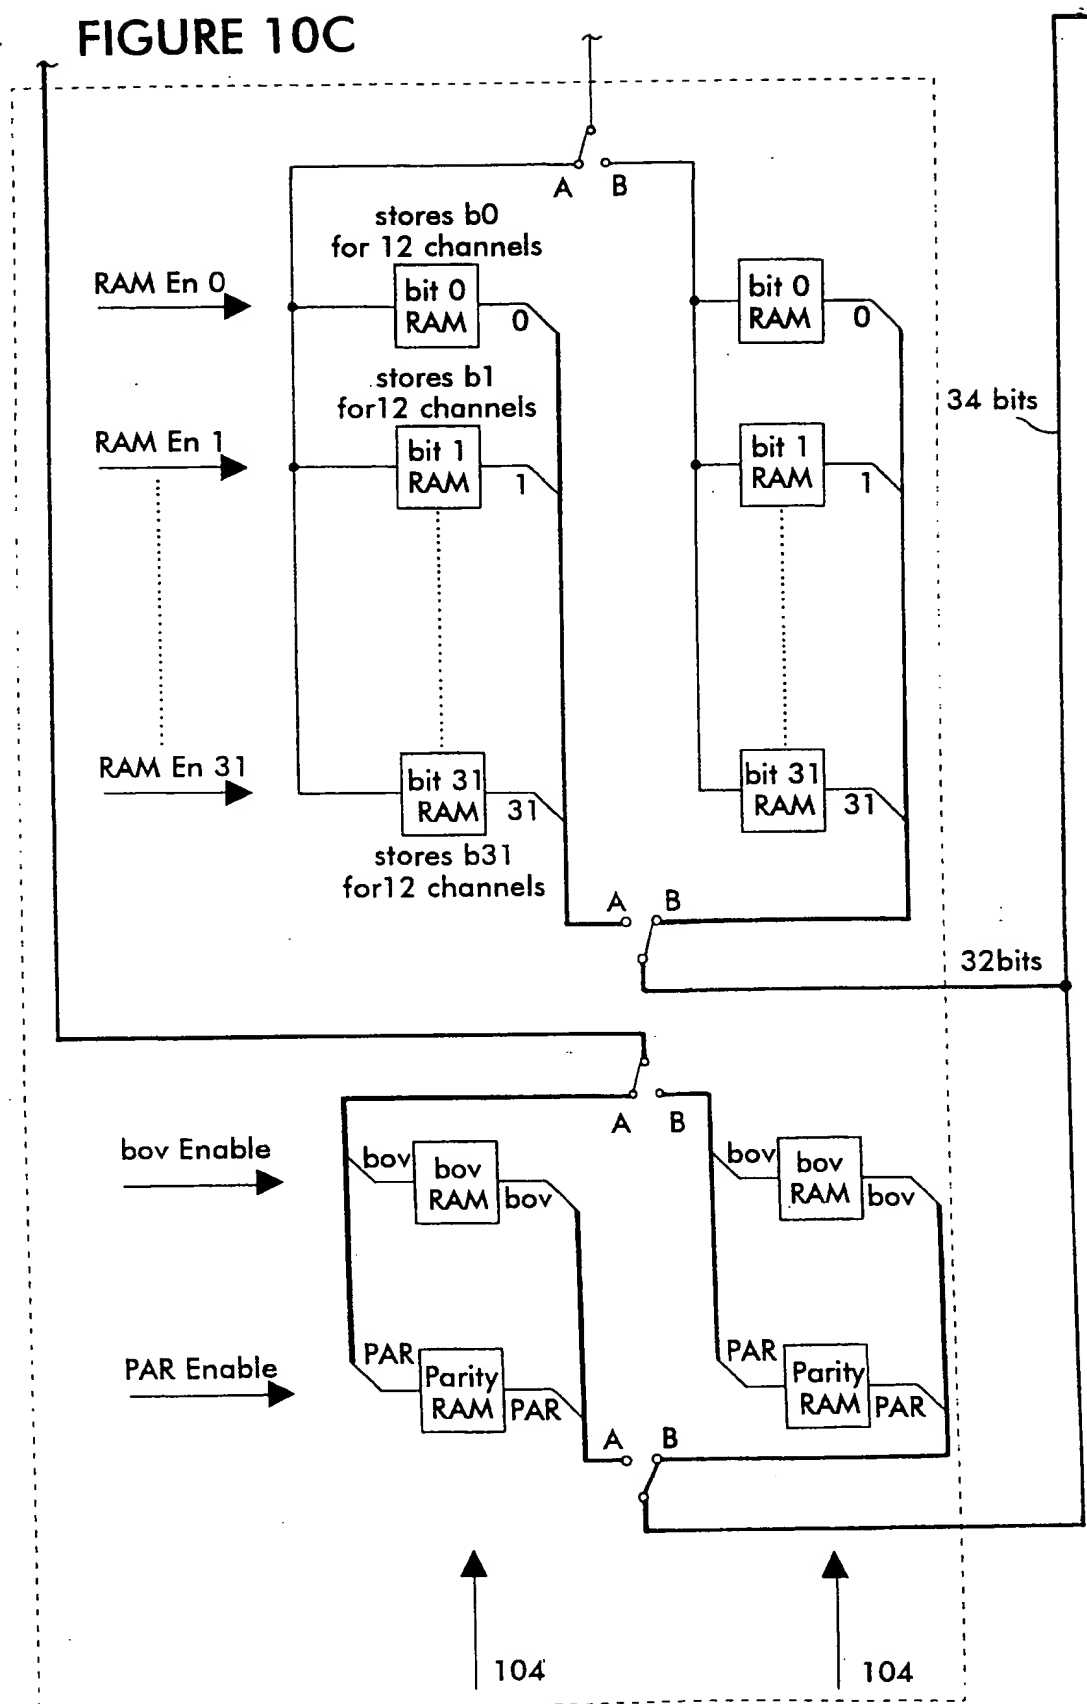 FIGURE 10C
A B
stores b0
for 12 channels
RAM En 0
bit 0
RAM
0
bit 0
RAM
0
stores b1
for12 channels
34 bits
RAM En 1
bit 1
RAM
1
bit 1
RAM
1
RAM En 31
bit 31
RAM
31
bit 31
RAM
31
stores b31
for12 channels
A B
32bits
A B
bov Enable
bov
bov
RAM
bov
bov
bov
RAM
bov
PAR Enable
PAR
Parity
RAM
PAR
PAR
Parity
RAM
PAR
A B
104
104